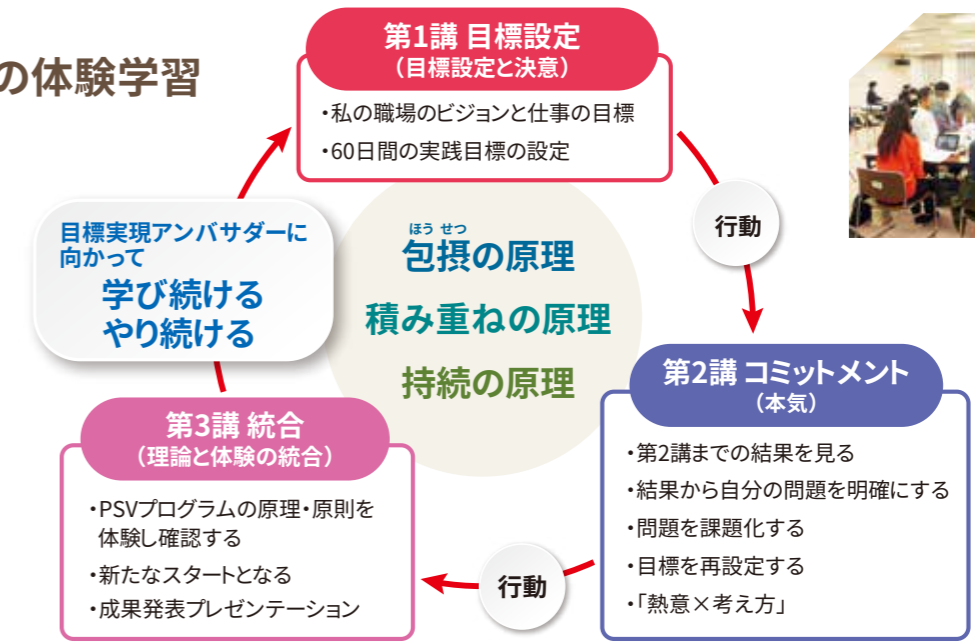 の体験学習
第1講 目標設定
（目標設定と決意）
・私の職場のビジョンと仕事の目標
・60日間の実践目標の設定
行動
目標実現アンバサダーに
向かって
学び続ける
やり続ける
ほうせつ
包摂の原理
積み重ねの原理
持続の原理
第2講 コミットメント
（本気）
・第2講までの結果を見る
・結果から自分の問題を明確にする
・問題を課題化する
・目標を再設定する
・「熱意×考え方」
行動
第3講 統合
（理論と体験の統合）
・PSVプログラムの原理・原則を
体験し確認する
・新たなスタートとなる
・成果発表プレゼンテーション